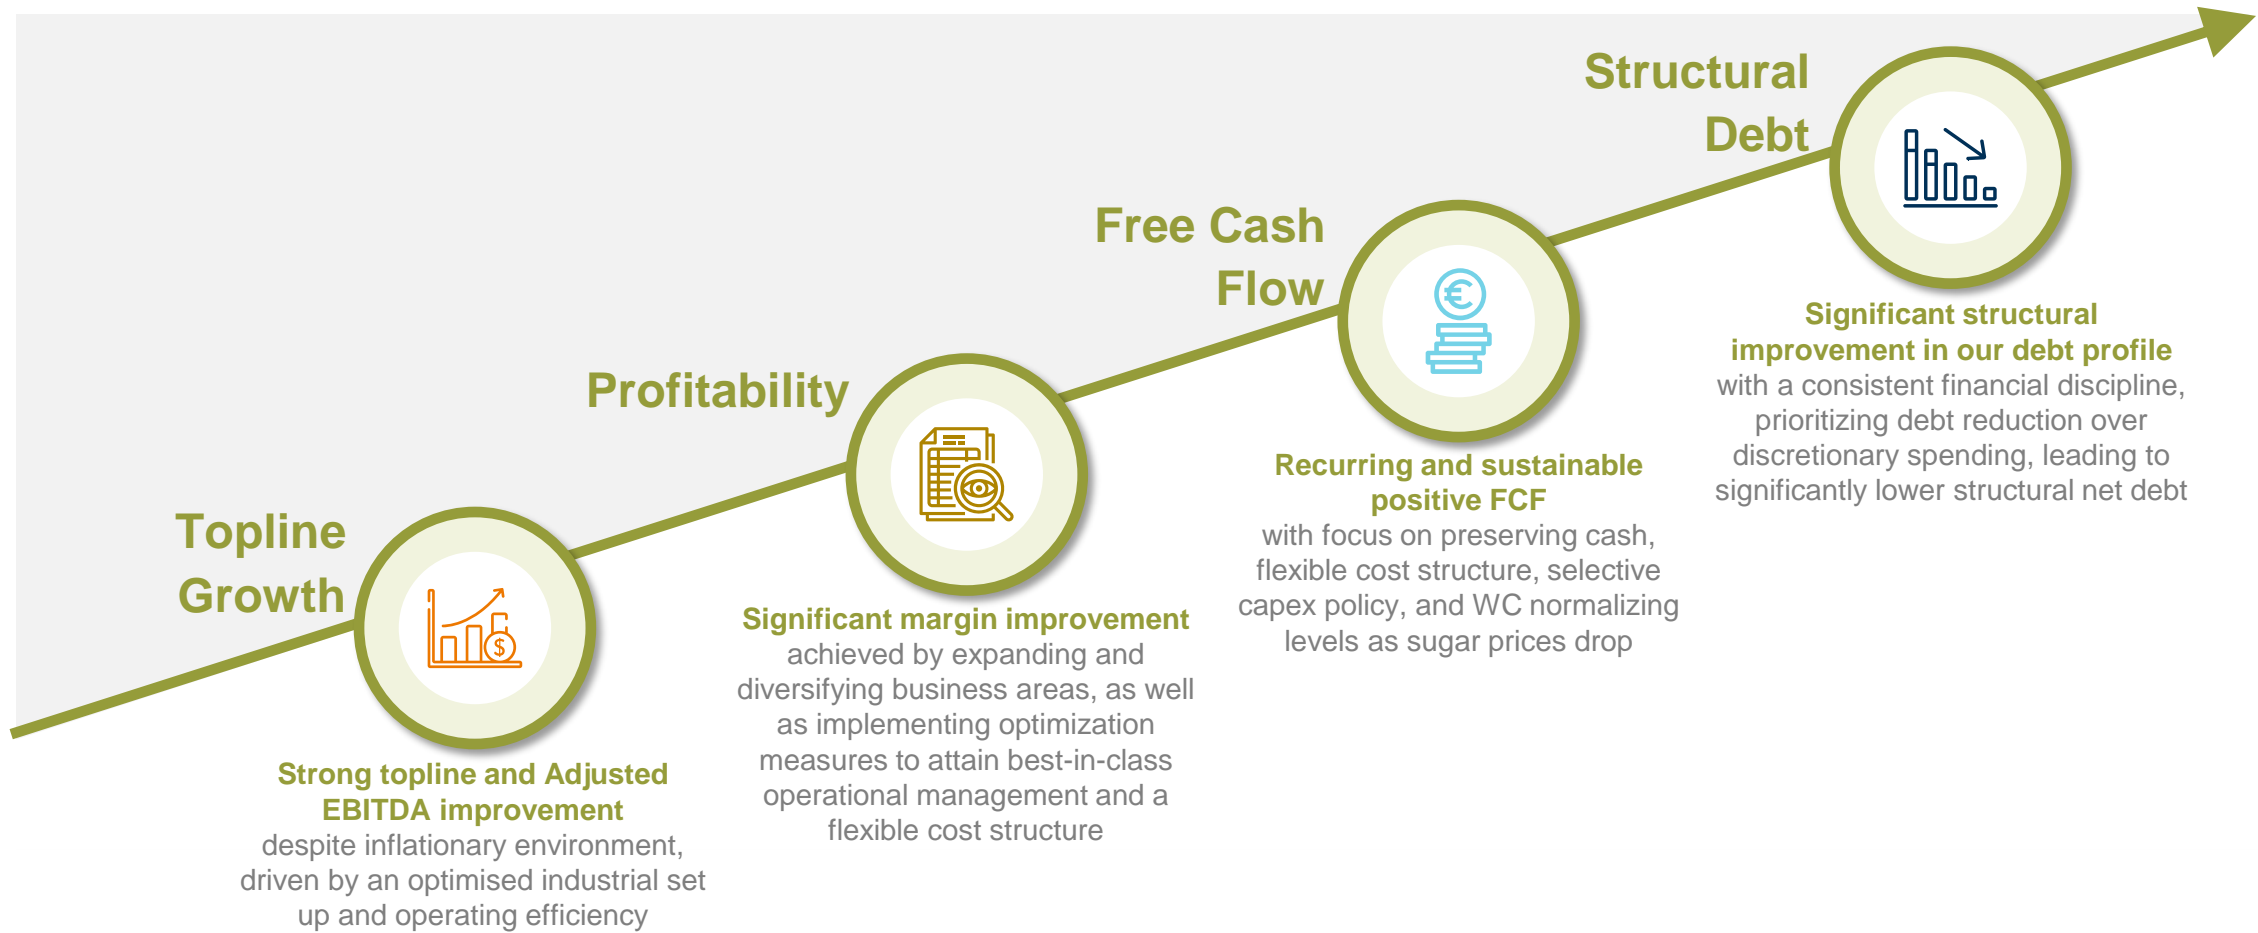 Topline
Growth
Strong topline and Adjusted
EBITDA improvement
despite inflationary environment,
driven by an optimised industrial set
up and operating efficiency
Profitability
Significant margin improvement
achieved by expanding and
diversifying business areas, as well
as implementing optimization
measures to attain best-in-class
operational management and a
flexible cost structure
Free Cash
Flow
Recurring and sustainable
positive FCF
with focus on preserving cash,
flexible cost structure, selective
capex policy, and WC normalizing
levels as sugar prices drop
Structural
Debt
Significant structural
improvement in our debt profile
with a consistent financial discipline,
prioritizing debt reduction over
discretionary spending, leading to
significantly lower structural net debt